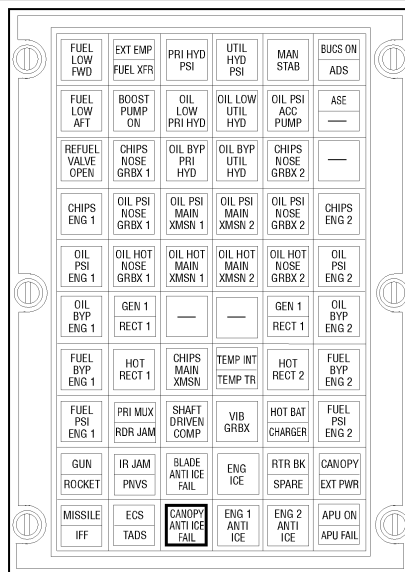 FUEL
LOW
FWD
EXT EMP
FUEL XFR
PRI HYD
PSI
UTIL
HYD
PSI
MAN
STAB
BUCS ON
ADS
FUEL
LOW
AFT
BOOST
PUMP
ON
OIL
LOW
PRI HYD
OIL LOW
UTIL
HYD
OIL PSI
ACC
PUMP
ASE
—
REFUEL
VALVE
OPEN
CHIPS
NOSE
GRBX 1
OIL BYP
PRI
HYD
OIL BYP
UTIL
HYD
CHIPS
NOSE
GRBX 2
—
CHIPS
ENG 1
OIL PSI
NOSE
GRBX 1
OIL PSI
MAIN
XMSN 1
OIL PSI
MAIN
XMSN 2
OIL PSI
NOSE
GRBX 2
CHIPS
ENG 2
OIL
PSI
ENG 1
OIL HOT
NOSE
GRBX 1
OIL HOT
MAIN
XMSN 1
OIL HOT
MAIN
XMSN 2
OIL HOT
NOSE
GRBX 2
OIL
PSI
ENG 2
OIL
BYP
ENG 1
GEN 1
RECT 1
—
—
GEN 1
RECT 1
OIL
BYP
ENG 2
FUEL
BYP
ENG 1
HOT
RECT 1
CHIPS
MAIN
XMSN
TEMP INT
TEMP TR
HOT
RECT 2
FUEL
BYP
ENG 2
FUEL
PSI
ENG 1
PRI MUX
RDR JAM
SHAFT
DRIVEN
COMP
VIB
GRBX
HOT BAT
CHARGER
FUEL
PSI
ENG 2
GUN
ROCKET
IR JAM
PNVS
BLADE
ANTI ICE
FAIL
ENG
ICE
RTR BK
SPARE
CANOPY
EXT PWR
MISSILE
IFF
ECS
TADS
CANOPY
ANTI ICE
FAIL
ENG 1
ANTI
ICE
ENG 2
ANTI
ICE
APU ON
APU FAIL